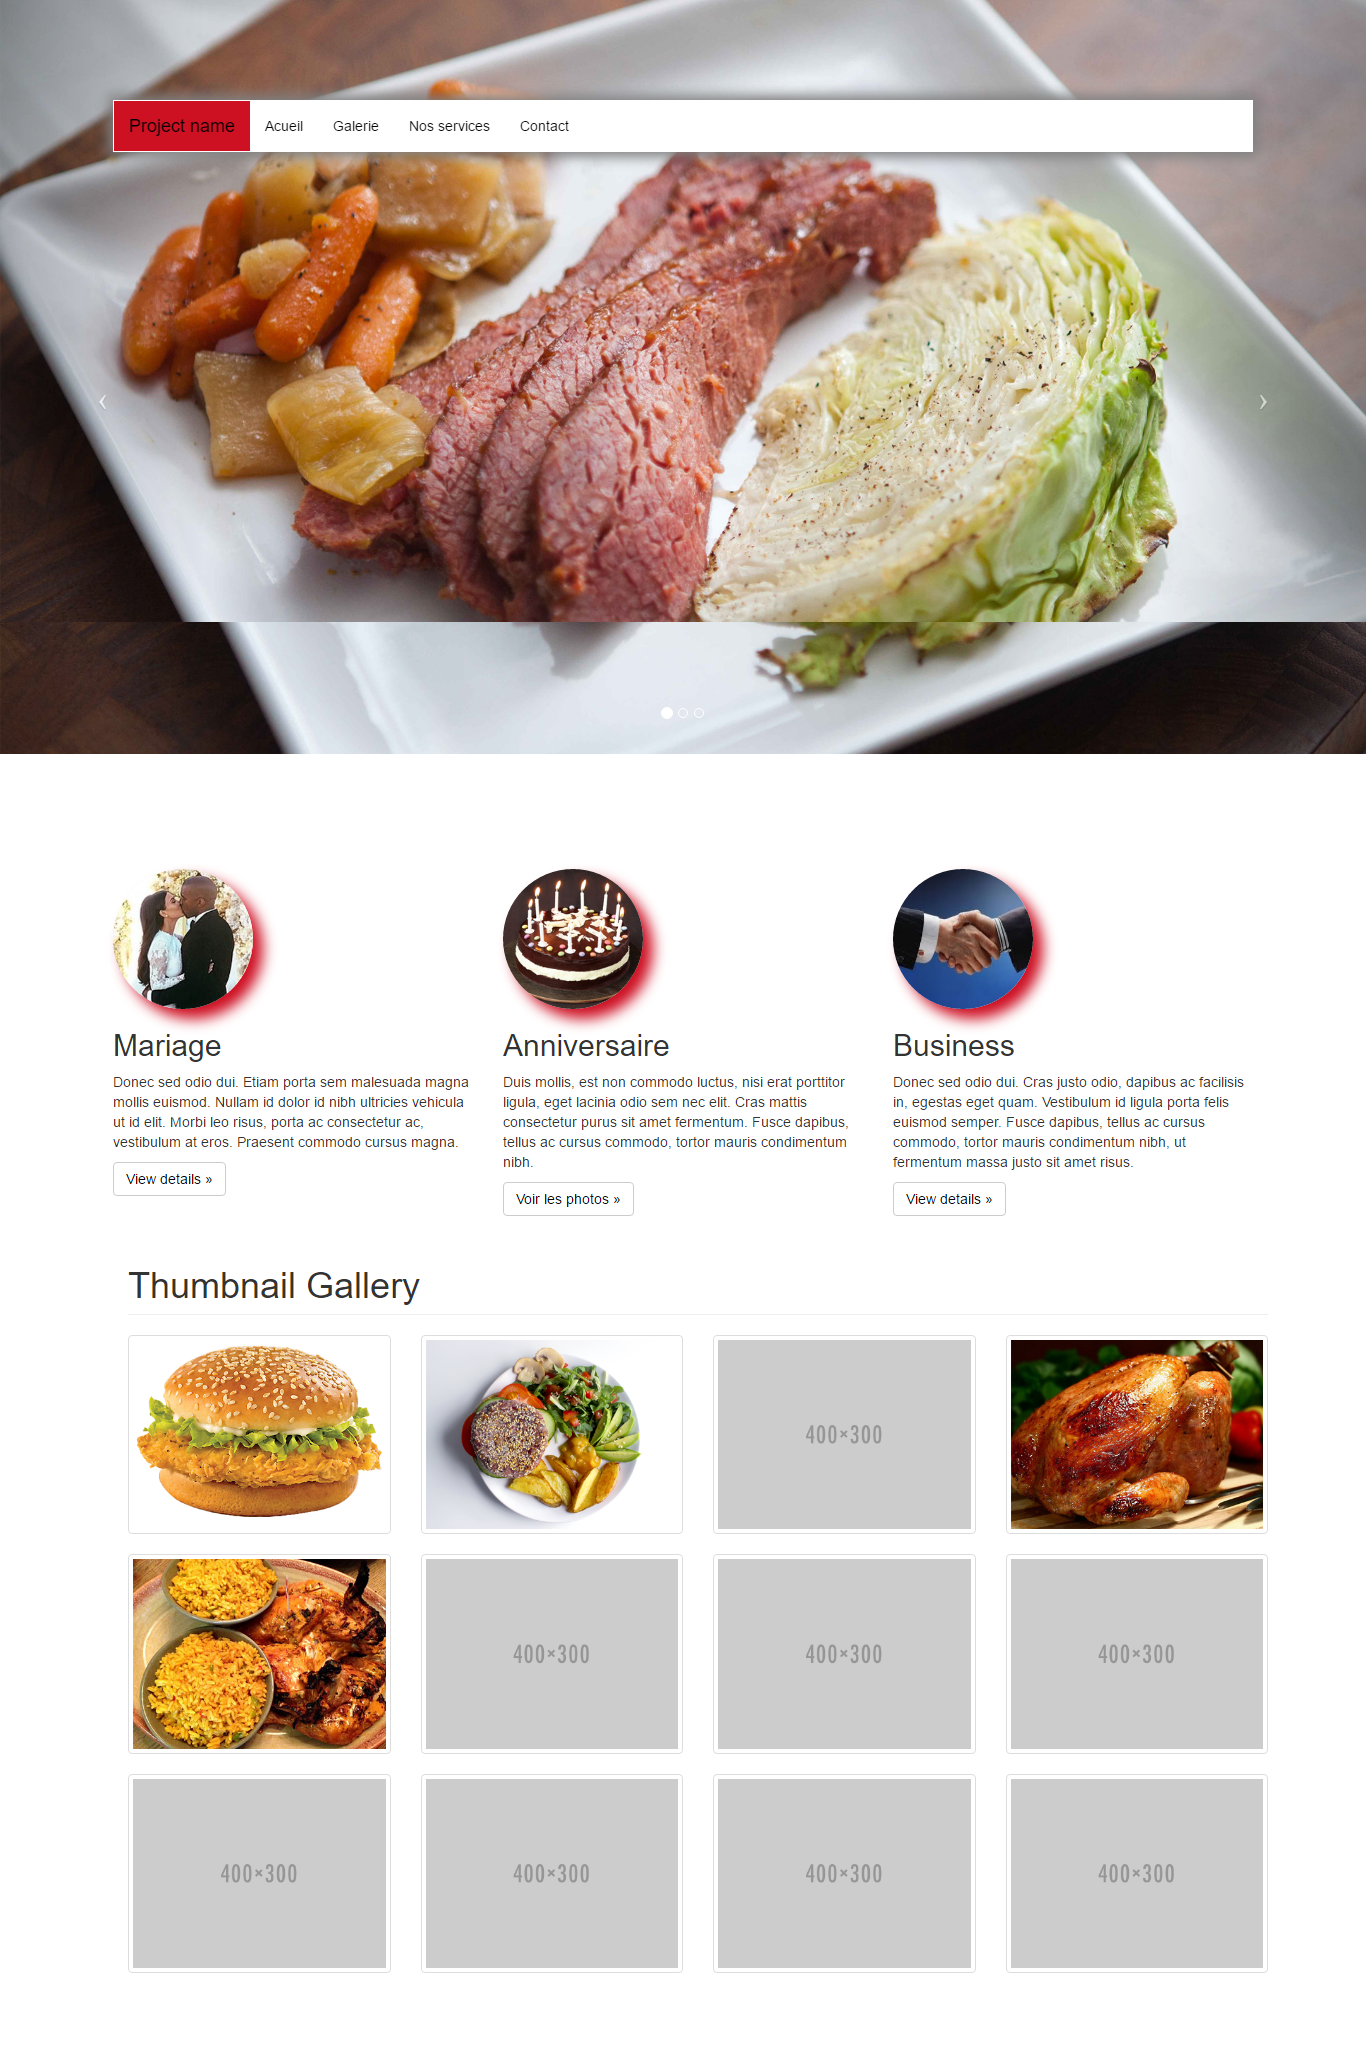 Project name Acueil Galerie Nos services Contact
Mariage
Donec sed odio dui. Etiam porta sem malesuada magna
mollis euismod. Nullam id dolor id nibh ultricies vehicula
ut id elit. Morbi leo risus, porta ac consectetur ac,
vestibulum at eros. Praesent commodo cursus magna.
View details »
Anniversaire
Duis mollis, est non commodo luctus, nisi erat porttitor
ligula, eget lacinia odio sem nec elit. Cras mattis
consectetur purus sit amet fermentum. Fusce dapibus,
tellus ac cursus commodo, tortor mauris condimentum
nibh.
Voir les photos »
Business
Donec sed odio dui. Cras justo odio, dapibus ac facilisis
in, egestas eget quam. Vestibulum id ligula porta felis
euismod semper. Fusce dapibus, tellus ac cursus
commodo, tortor mauris condimentum nibh, ut
fermentum massa justo sit amet risus.
View details »
Thumbnail Gallery
400×300
400×300
400×300
400×300
400×300
400×300
400×300
400×300